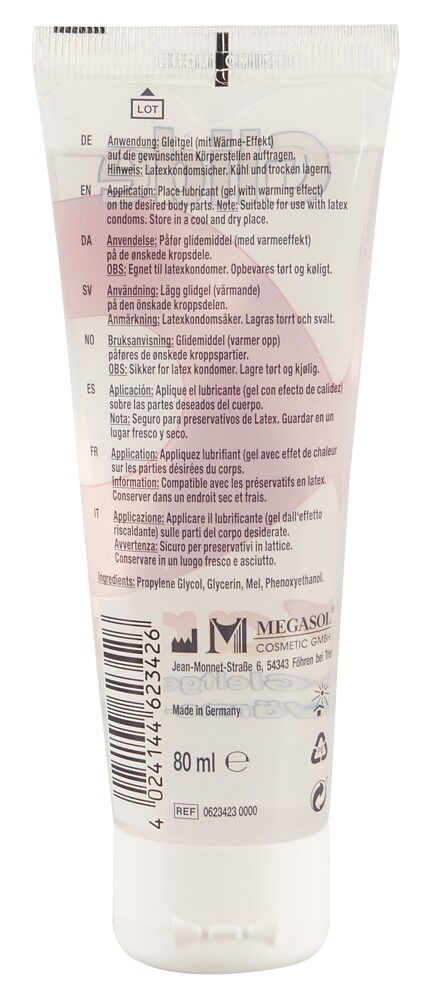 LOT
DE Anwendung: Gleitgel (mit Wärme-Effekt)
auf die gewünschten Körperstellen auftragen.
Hinweis: Latexkondomsicher. Kühl und trocken lagern.
EN Application: Place lubricant (gel with warming effect)
on the desired body parts. Note: Suitable for use with latex
condoms. Store in a cool and dry place.
DA Anvendelse: Påfør glidemiddel (med varmeeffekt)
på de ønskede kropsdele.
OBS: Egnet til latexkondomer. Opbevares tørt og køligt.
SV Användning: Lägg glidgel (värmande)
på den önskade kroppsdelen.
Anmärkning: Latexkondomsäker. Lagras torrt och svalt.
NO Bruksanvisning: Glidemiddel (varmer opp)
påføres de ønskede kroppspartier.
OBS: Sikker for latex kondomer. Lagre tørt og kjølig.
ES Aplicación: Aplique el lubricante (gel con efecto de calidez)
sobre las partes deseados del cuerpo.
Nota: Seguro para preservativos de Latex. Guardar en un
lugar fresco y seco.
FR Application: Appliquez lubrifiant (gel avec effet de chaleur
sur les parties désirées du corps.
Information: Compatible avec les préservatifs en latex.
Conserver dans un endroit sec et frais.
IT Applicazione: Applicare il lubrificante (gel dall'effetto
riscaldante) sulle parti del corpo desiderate.
Avvertenza: Sicuro per preservativi in lattice.
Conservare in un luogo fresco e asciutto.
Ingredients: Propylene Glycol, Glycerin, Mel, Phenoxyethanol.
M MEGASOL®
COSMETIC GMBH
Jean-Monnet-Straße 6, 54343 Föhren bei Trier
Made in Germany
80 ml ℮
PE
REF 0623423 0000
4 024144 623426